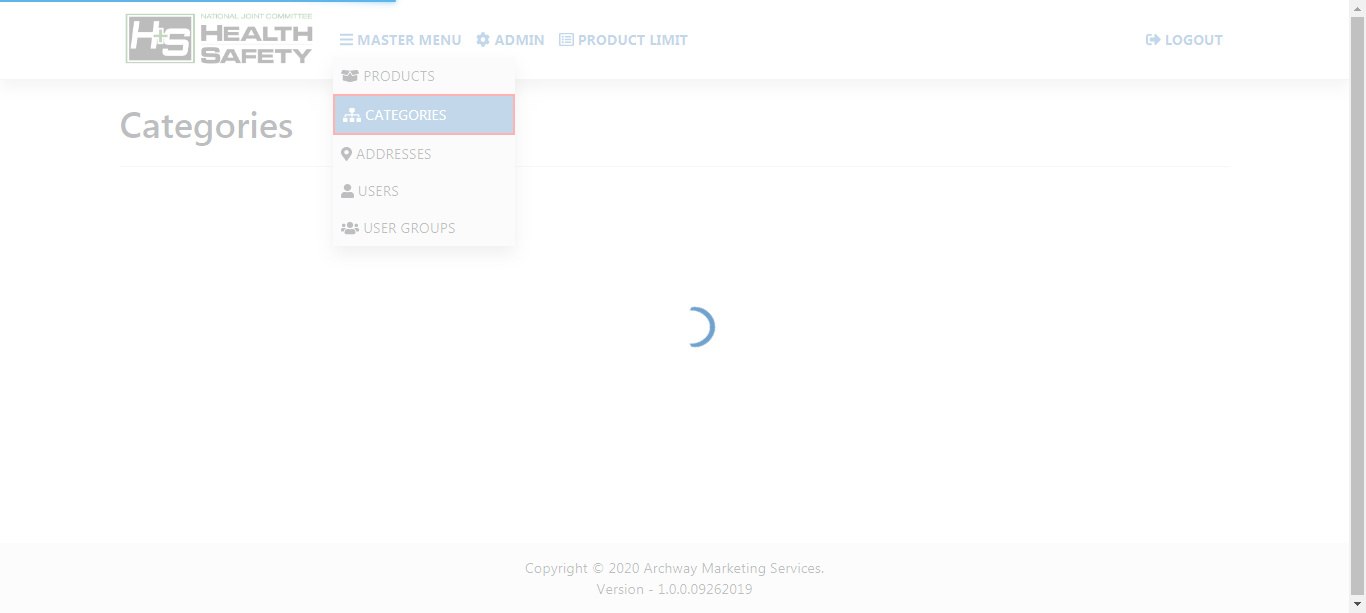 NATIONAL JOINT COMMITTEE
H+S HEALTH
SAFETY
MASTER MENU ADMIN PRODUCT LIMIT LOGOUT
PRODUCTS
CATEGORIES
Categories
ADDRESSES
USERS
USER GROUPS
Copyright © 2020 Archway Marketing Services.
Version - 1.0.0.09262019